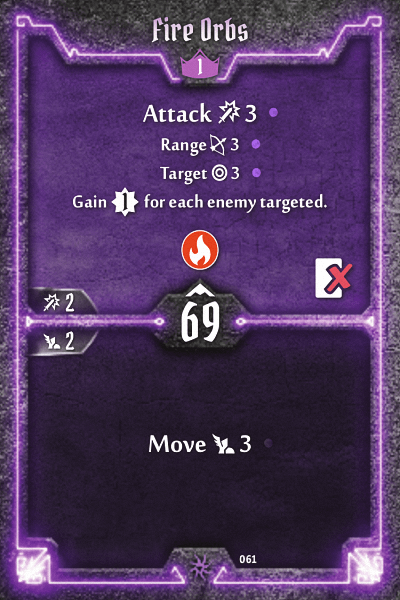 Fire Orbs
1
Attack 3
Range 3
Target 3
Gain 1 for each enemy targeted.
2
69
2
Move 3
061